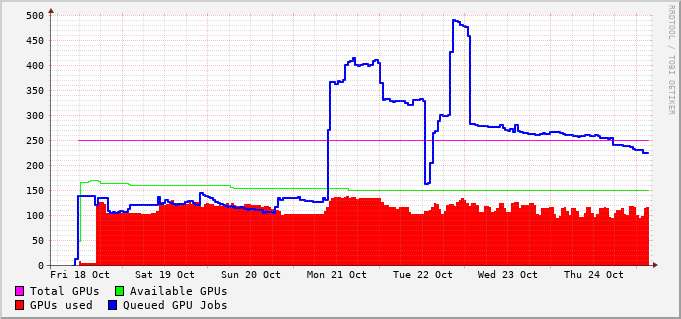 500
450
400
350
300
250
200
150
100
50
0
Fri 18 Oct Sat 19 Oct Sun 20 Oct Mon 21 Oct Tue 22 Oct Wed 23 Oct Thu 24 Oct
Total GPUs Available GPUs
GPUs used Queued GPU Jobs
RRDTOOL / TOBI OETIKER